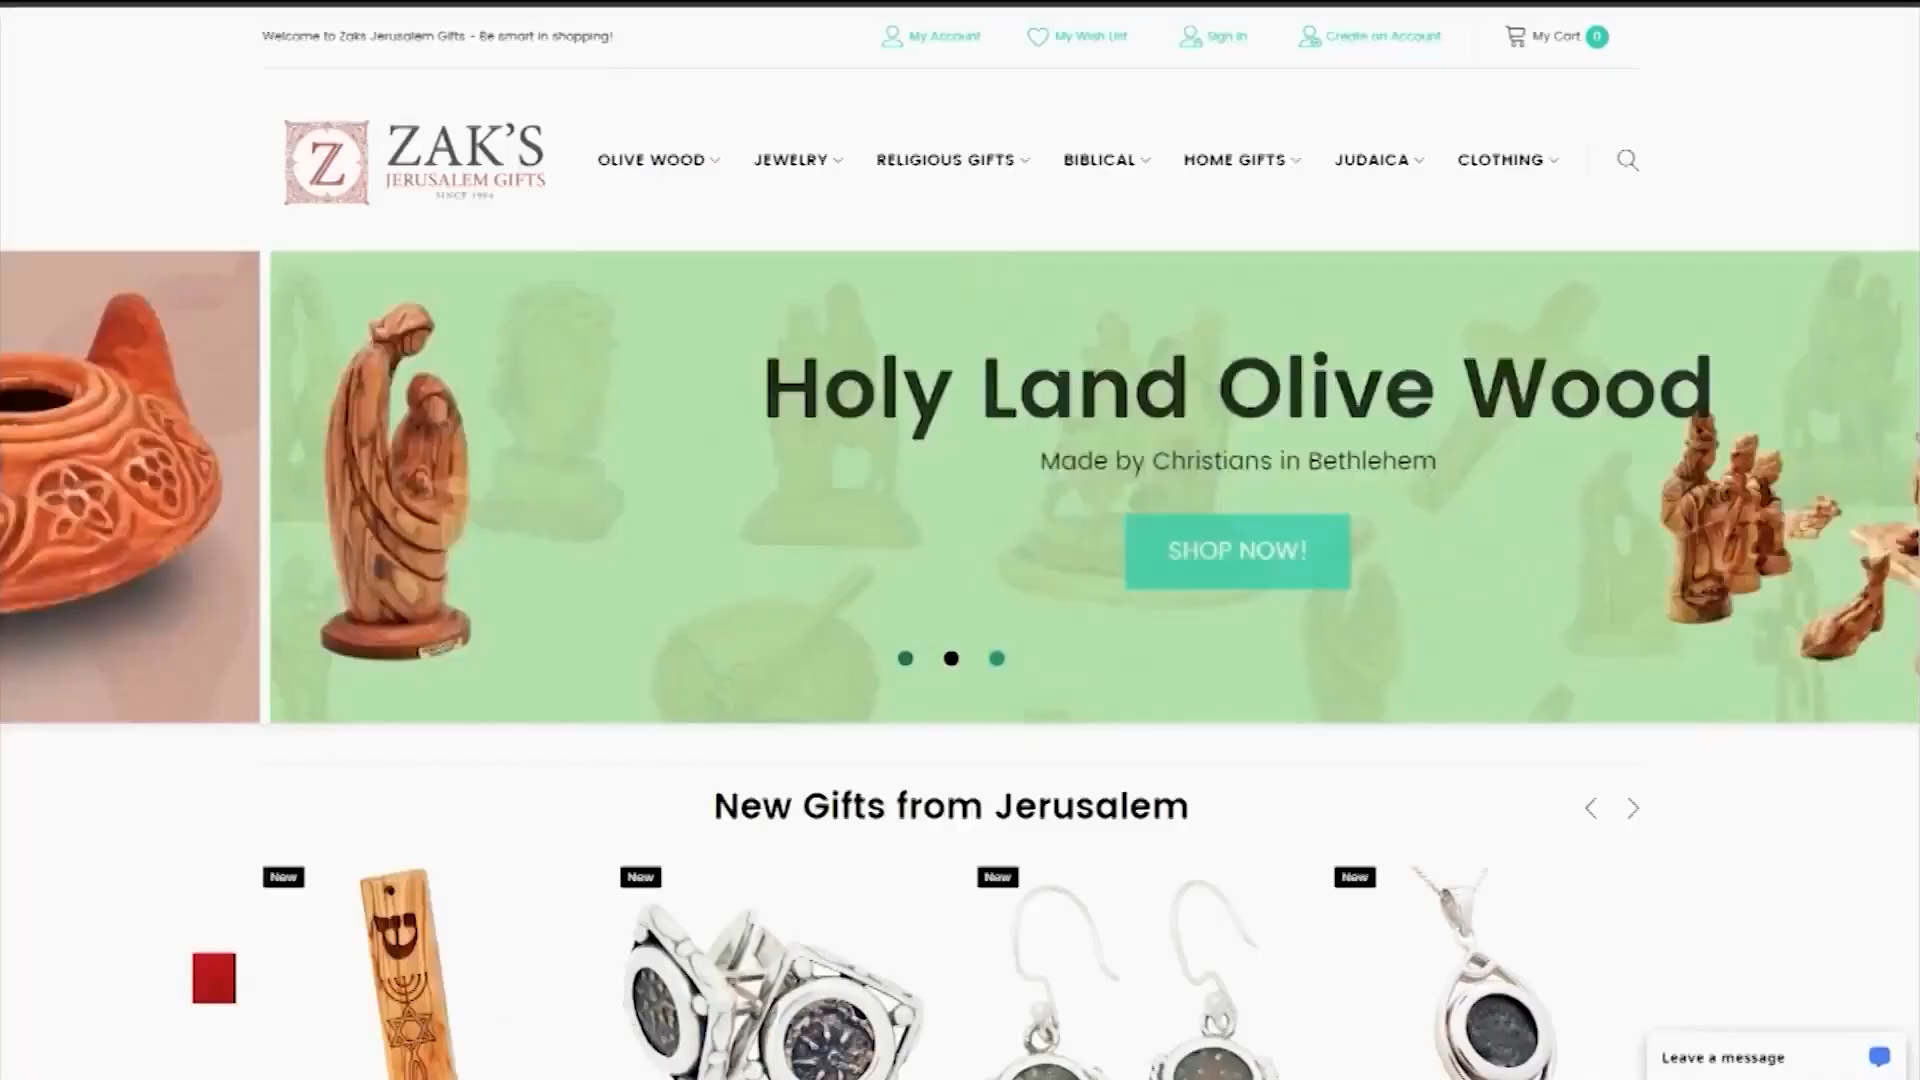 Welcome to Zaks Jerusalem Gifts - Be smart in shopping!
My Account
My Wish List
Sign In
Create an Account
My Cart 0
Z
ZAK'S
JERUSALEM GIFTS
SINCE 1964
OLIVE WOOD
JEWELRY
RELIGIOUS GIFTS
BIBLICAL
HOME GIFTS
JUDAICA
CLOTHING
Holy Land Olive Wood
Made by Christians in Bethlehem
SHOP NOW!
New Gifts from Jerusalem
New
New
New
New
ש
Leave a message